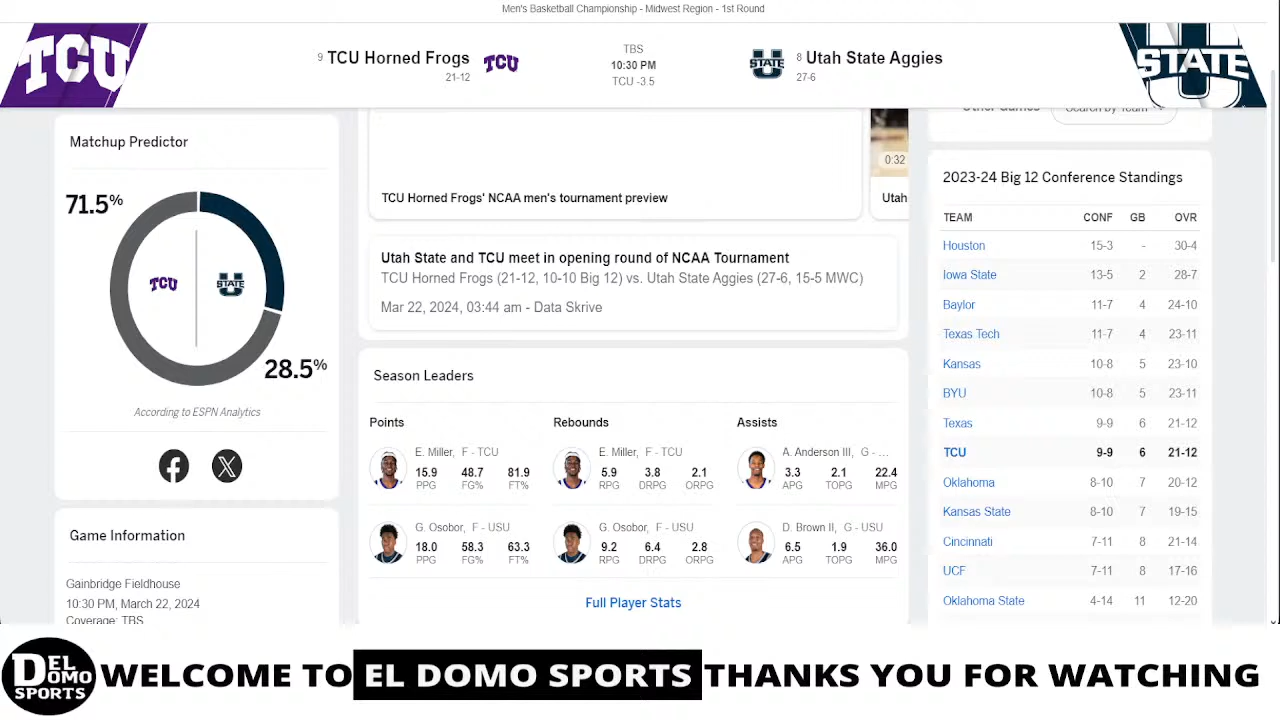 Men's Basketball Championship - Midwest Region - 1st Round
TCU
9 TCU Horned Frogs
21-12
TCU
TBS
10:30 PM
TCU -3.5
STATE
8 Utah State Aggies
27-6
STATE
Matchup Predictor
71.5%
TCU
STATE
28.5%
According to ESPN Analytics
Game Information
Gainbridge Fieldhouse
10:30 PM, March 22, 2024
Coverage: TBS
TCU Horned Frogs' NCAA men's tournament preview
0:32
Utah
Utah State and TCU meet in opening round of NCAA Tournament
TCU Horned Frogs (21-12, 10-10 Big 12) vs. Utah State Aggies (27-6, 15-5 MWC)
Mar 22, 2024, 03:44 am - Data Skrive
Season Leaders
Points Rebounds Assists
E. Miller, F - TCU E. Miller, F - TCU A. Anderson III, G - ...
15.9 48.7 81.9 5.9 3.8 2.1 3.3 2.1 22.4
PPG FG% FT% RPG DRPG ORPG APG TOPG MPG
G. Osobor, F - USU G. Osobor, F - USU D. Brown II, G - USU
18.0 58.3 63.3 9.2 6.4 2.8 6.5 1.9 36.0
PPG FG% FT% RPG DRPG ORPG APG TOPG MPG
Full Player Stats
Other Games Search by Team
2023-24 Big 12 Conference Standings
TEAM CONF GB OVR
Houston 15-3 - 30-4
Iowa State 13-5 2 28-7
Baylor 11-7 4 24-10
Texas Tech 11-7 4 23-11
Kansas 10-8 5 23-10
BYU 10-8 5 23-11
Texas 9-9 6 21-12
TCU 9-9 6 21-12
Oklahoma 8-10 7 20-12
Kansas State 8-10 7 19-15
Cincinnati 7-11 8 21-14
UCF 7-11 8 17-16
Oklahoma State 4-14 11 12-20
DEL DOMO SPORTS
WELCOME TO EL DOMO SPORTS THANKS YOU FOR WATCHING